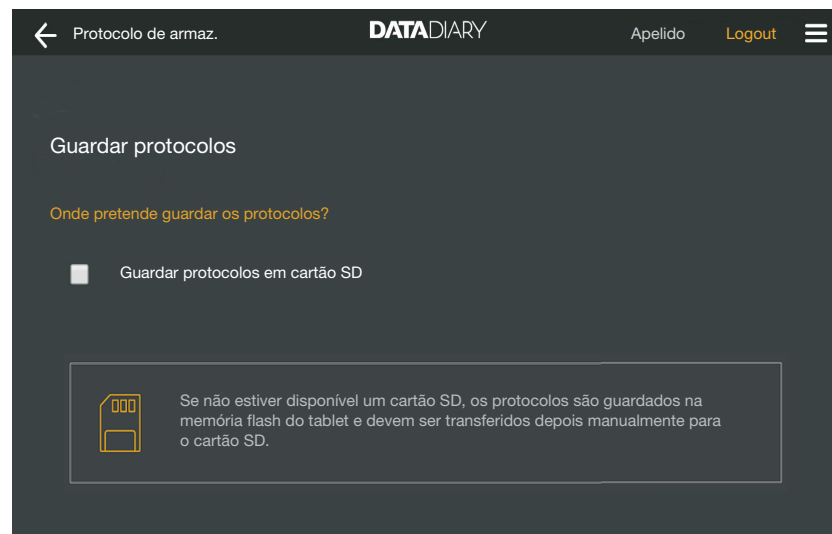 Protocolo de armaz.
DATADIARY
Apelido
Logout
Guardar protocolos
Onde pretende guardar os protocolos?
Guardar protocolos em cartão SD
Se não estiver disponível um cartão SD, os protocolos são guardados na
memória flash do tablet e devem ser transferidos depois manualmente para
o cartão SD.